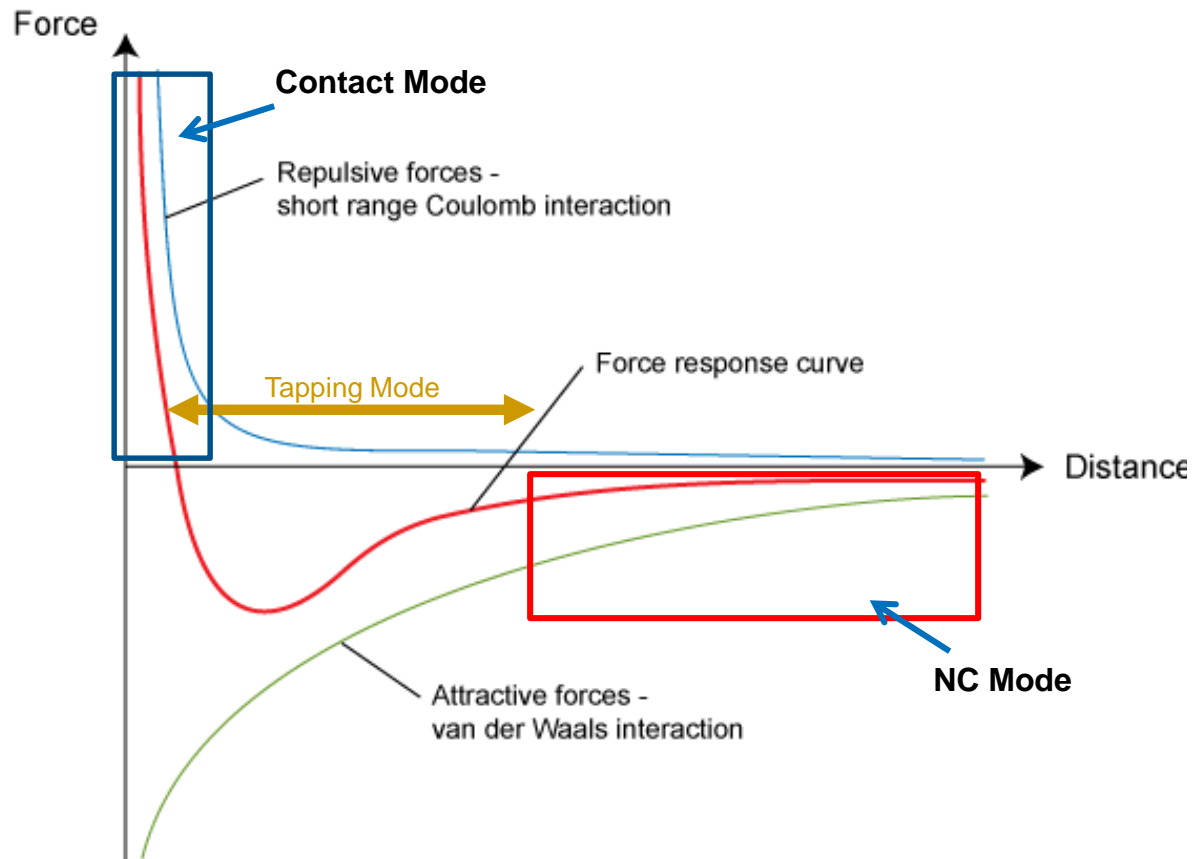 Force
Contact Mode
Repulsive forces -
short range Coulomb interaction
Force response curve
Tapping Mode
Distance
NC Mode
Attractive forces -
van der Waals interaction